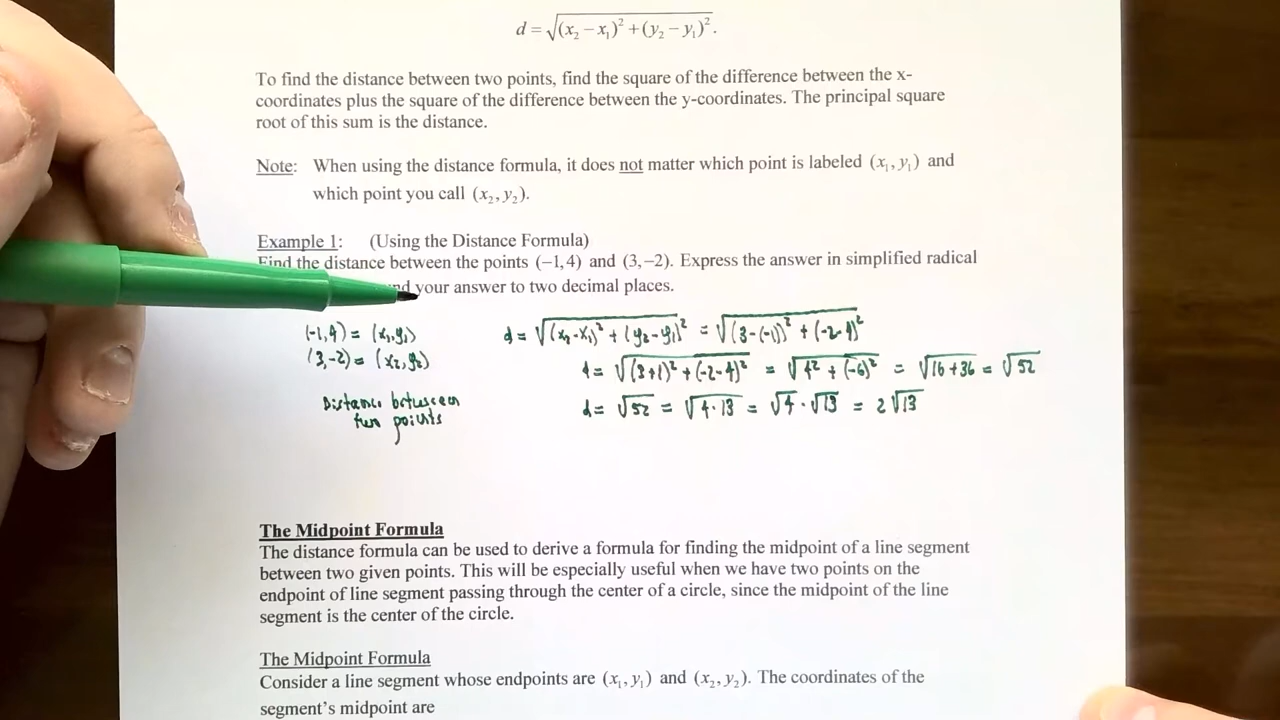 d = √(x₂ − x₁)² + (y₂ − y₁)².
To find the distance between two points, find the square of the difference between the x-
coordinates plus the square of the difference between the y-coordinates. The principal square
root of this sum is the distance.
Note: When using the distance formula, it does not matter which point is labeled (x₁, y₁) and
which point you call (x₂, y₂).
Example 1: (Using the Distance Formula)
Find the distance between the points (−1, 4) and (3, −2). Express the answer in simplified radical
your answer to two decimal places.
(-1,4) = (x₁,y₁)
(3,-2) = (x₂,y₂)
Distance between
two points
d = √(x₂-x₁)² + (y₂-y₁)² = √(3-(-1))² + (-2-4)²
d = √(3+1)² + (-2-4)² = √4² + (-6)² = √16+36 = √52
d = √52 = √4·13 = √4 · √13 = 2√13
The Midpoint Formula
The distance formula can be used to derive a formula for finding the midpoint of a line segment
between two given points. This will be especially useful when we have two points on the
endpoint of line segment passing through the center of a circle, since the midpoint of the line
segment is the center of the circle.
The Midpoint Formula
Consider a line segment whose endpoints are (x₁, y₁) and (x₂, y₂). The coordinates of the
segment's midpoint are